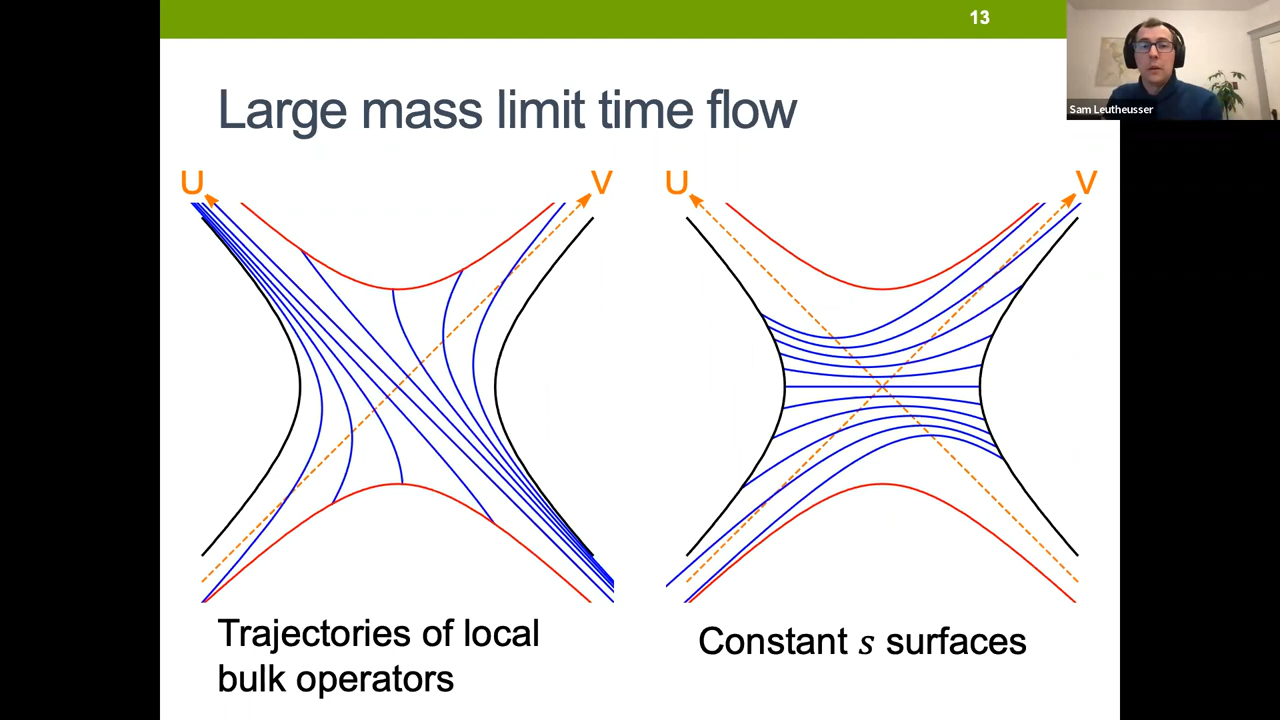 13
Sam Leutheusser
Large mass limit time flow
U
V
U
V
Trajectories of local
bulk operators
Constant s surfaces